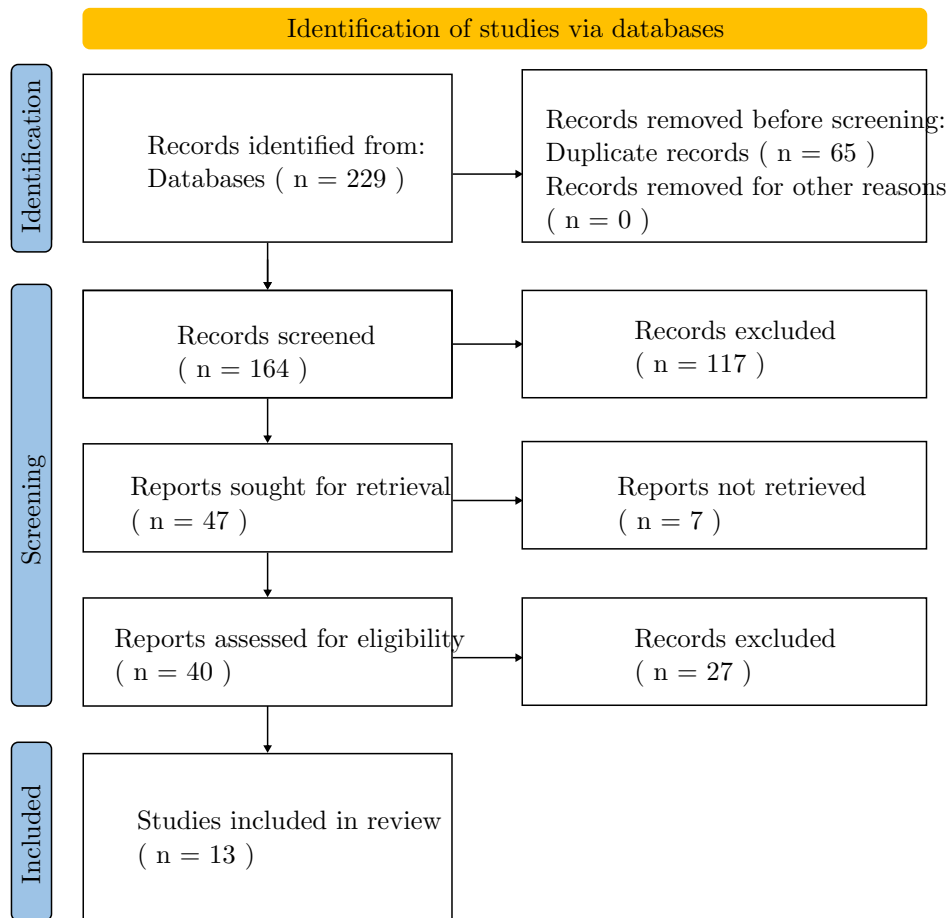 Identification of studies via databases
Identification
Records identified from:
Databases ( n = 229 )
Records removed before screening:
Duplicate records ( n = 65 )
Records removed for other reasons
( n = 0 )
Screening
Records screened
( n = 164 )
Records excluded
( n = 117 )
Reports sought for retrieval
( n = 47 )
Reports not retrieved
( n = 7 )
Reports assessed for eligibility
( n = 40 )
Records excluded
( n = 27 )
Included
Studies included in review
( n = 13 )